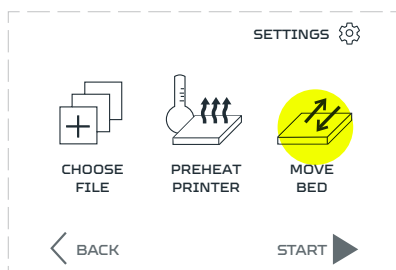 SETTINGS
CHOOSE
FILE
PREHEAT
PRINTER
MOVE
BED
BACK
START